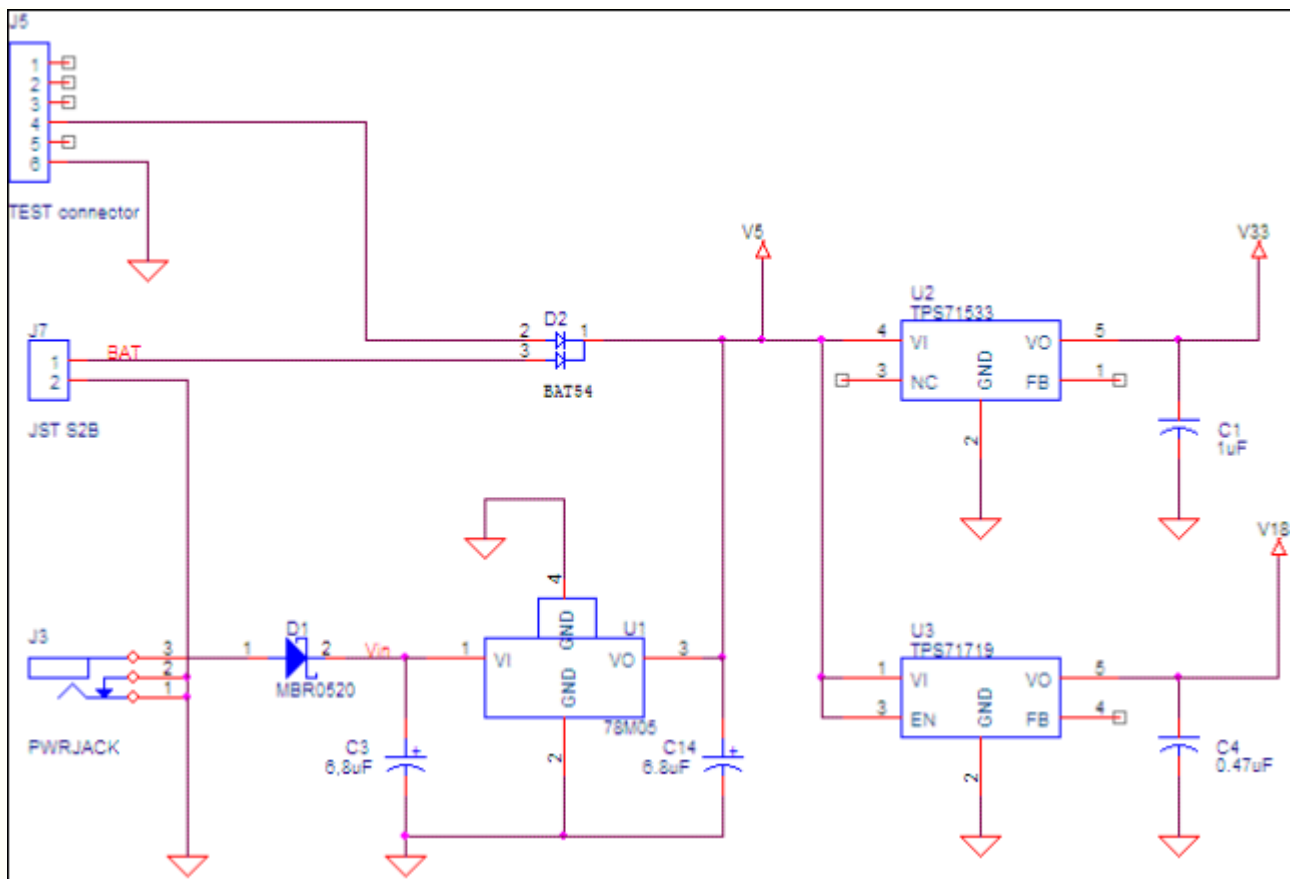 J5
1
2
3
4
5
6
TEST connector
J7
1
2
BAT
JST S2B
2
3
D2
1
BAT54
V5
U2
TPS71533
4
VI
VO
5
3
NC
GND
FB
1
2
V33
C1
1uF
J3
3
2
1
PWRJACK
1
D1
2
MBR0520
Vin
C3
6,8uF
4
GND
U1
1
VI
VO
3
GND
78M05
2
C14
6.8uF
U3
TPS71719
1
VI
VO
5
3
EN
GND
FB
4
2
V18
C4
0.47uF